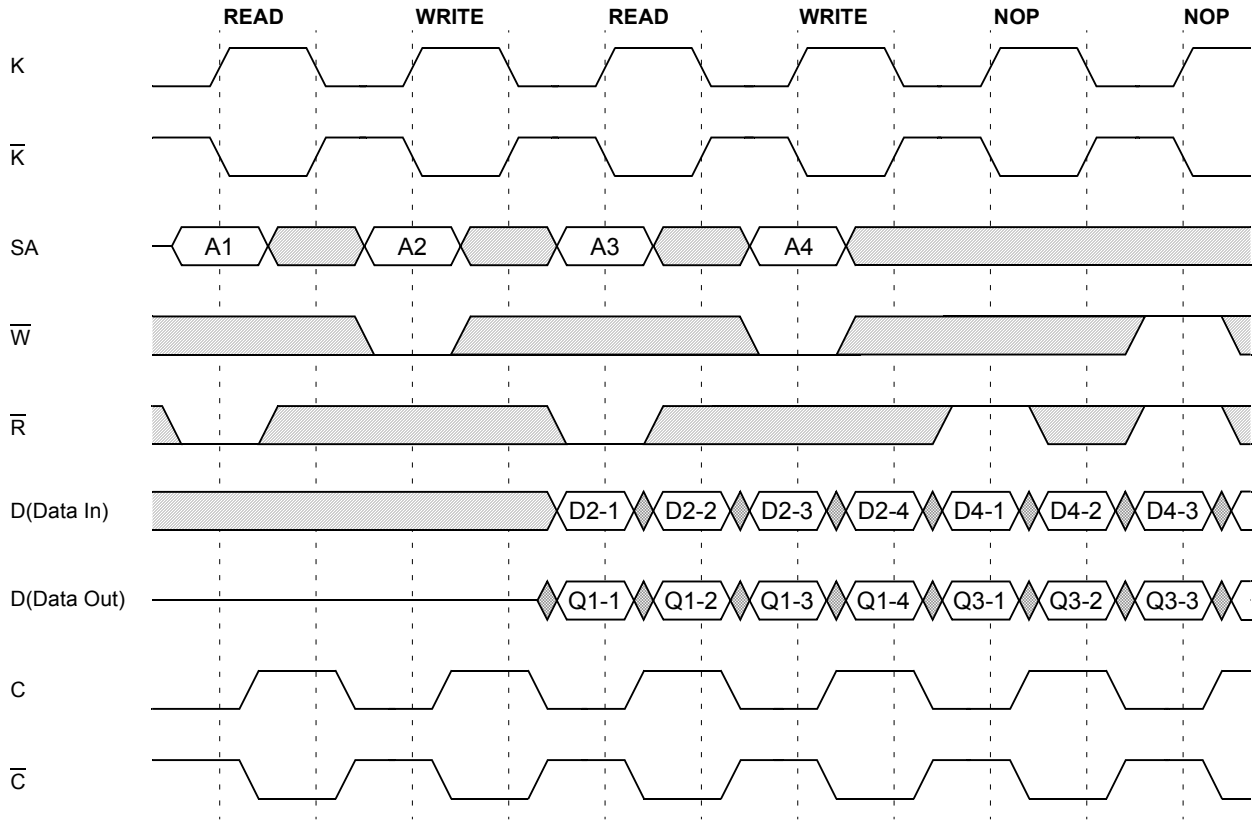 READ WRITE READ WRITE NOP NOP
K
K̅
SA A1 A2 A3 A4
W̅
R̅
D(Data In) D2-1 D2-2 D2-3 D2-4 D4-1 D4-2 D4-3
D(Data Out) Q1-1 Q1-2 Q1-3 Q1-4 Q3-1 Q3-2 Q3-3
C
C̅